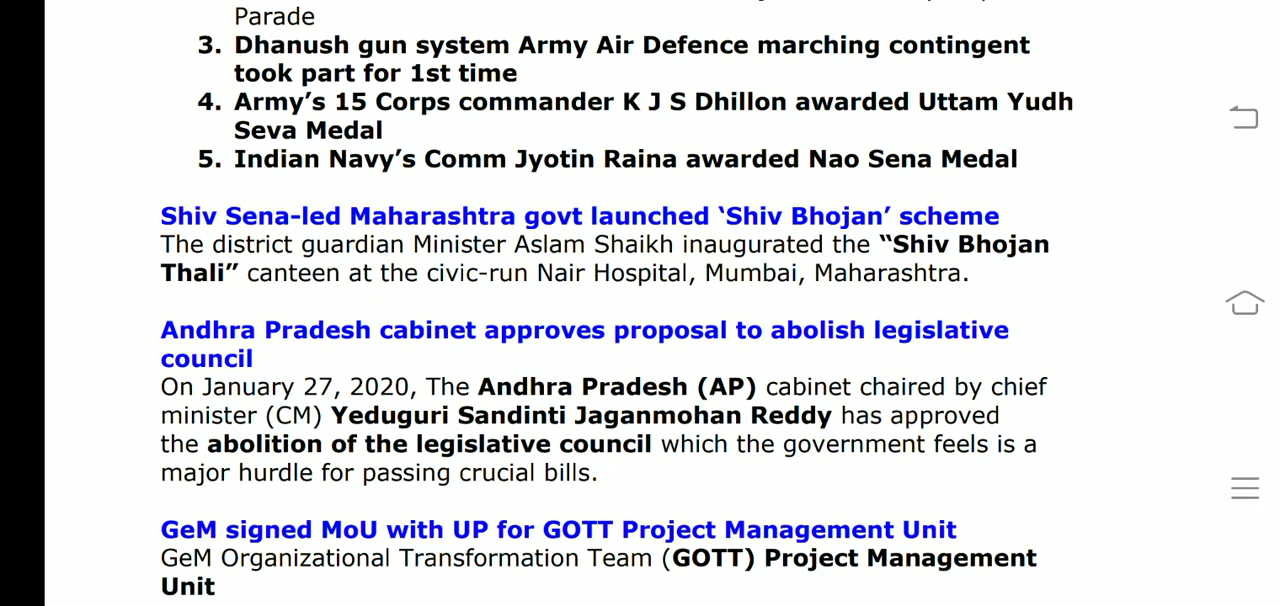 Parade
3. Dhanush gun system Army Air Defence marching contingent
took part for 1st time
4. Army’s 15 Corps commander K J S Dhillon awarded Uttam Yudh
Seva Medal
5. Indian Navy’s Comm Jyotin Raina awarded Nao Sena Medal
Shiv Sena-led Maharashtra govt launched ‘Shiv Bhojan’ scheme
The district guardian Minister Aslam Shaikh inaugurated the “Shiv Bhojan
Thali” canteen at the civic-run Nair Hospital, Mumbai, Maharashtra.
Andhra Pradesh cabinet approves proposal to abolish legislative
council
On January 27, 2020, The Andhra Pradesh (AP) cabinet chaired by chief
minister (CM) Yeduguri Sandinti Jaganmohan Reddy has approved
the abolition of the legislative council which the government feels is a
major hurdle for passing crucial bills.
GeM signed MoU with UP for GOTT Project Management Unit
GeM Organizational Transformation Team (GOTT) Project Management
Unit